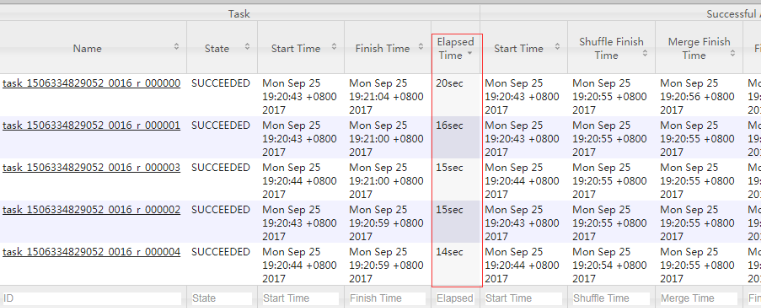 Task
Successful
Name State Start Time Finish Time Elapsed Time Start Time Shuffle Finish Time Merge Finish Time
task_1506334829052_0016_r_000000 SUCCEEDED Mon Sep 25 19:20:43 +0800 2017 Mon Sep 25 19:21:04 +0800 2017 20sec Mon Sep 25 19:20:43 +0800 2017 Mon Sep 25 19:20:55 +0800 2017 Mon Sep 25 19:20:56 +0800 2017
task_1506334829052_0016_r_000001 SUCCEEDED Mon Sep 25 19:20:43 +0800 2017 Mon Sep 25 19:21:00 +0800 2017 16sec Mon Sep 25 19:20:43 +0800 2017 Mon Sep 25 19:20:55 +0800 2017 Mon Sep 25 19:20:55 +0800 2017
task_1506334829052_0016_r_000003 SUCCEEDED Mon Sep 25 19:20:44 +0800 2017 Mon Sep 25 19:21:00 +0800 2017 15sec Mon Sep 25 19:20:44 +0800 2017 Mon Sep 25 19:20:55 +0800 2017 Mon Sep 25 19:20:55 +0800 2017
task_1506334829052_0016_r_000002 SUCCEEDED Mon Sep 25 19:20:43 +0800 2017 Mon Sep 25 19:20:59 +0800 2017 15sec Mon Sep 25 19:20:43 +0800 2017 Mon Sep 25 19:20:55 +0800 2017 Mon Sep 25 19:20:55 +0800 2017
task_1506334829052_0016_r_000004 SUCCEEDED Mon Sep 25 19:20:44 +0800 2017 Mon Sep 25 19:20:59 +0800 2017 14sec Mon Sep 25 19:20:44 +0800 2017 Mon Sep 25 19:20:54 +0800 2017 Mon Sep 25 19:20:55 +0800 2017
ID State Start Time Finish Time Elapsed Start Time Shuffle Time Merge Time